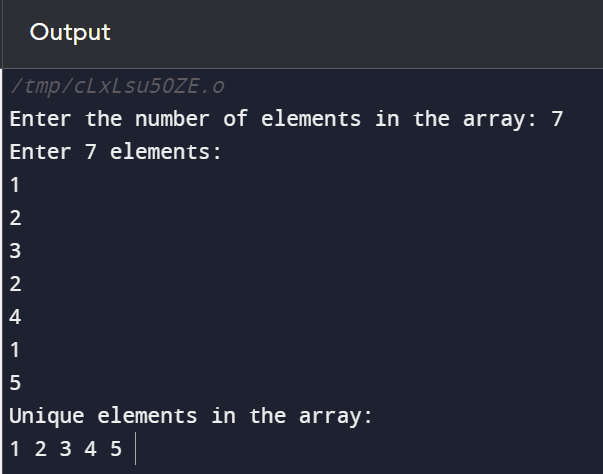 Output
/tmp/cLxLsu5OZE.o
Enter the number of elements in the array: 7
Enter 7 elements:
1
2
3
2
4
1
5
Unique elements in the array:
1 2 3 4 5